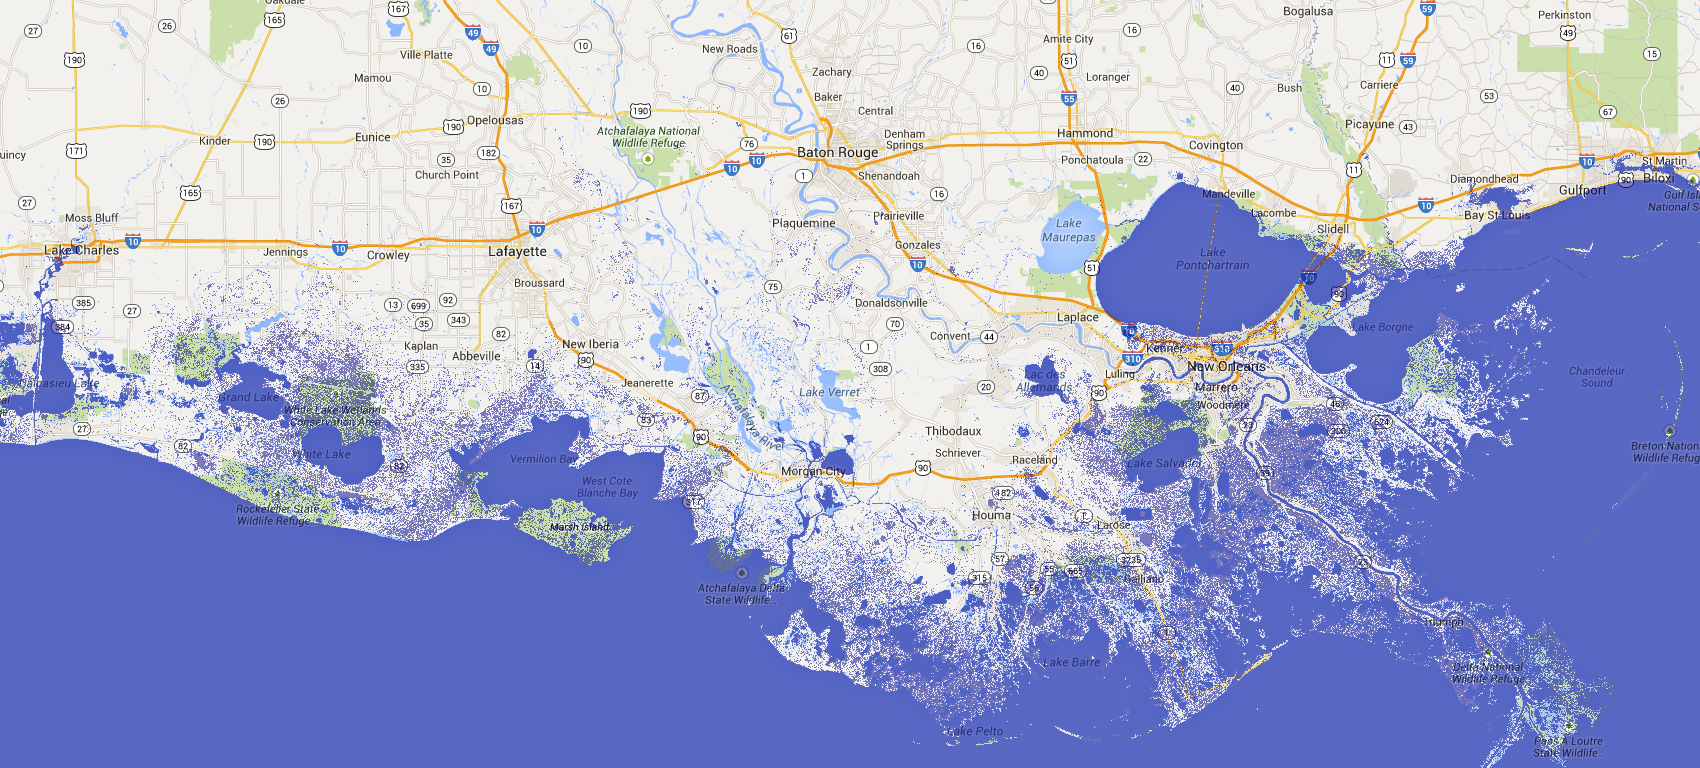 Oakdale
27
26
165
167
49
49
190
Ville Platte
10
New Roads
61
16
Amite City
16
Bogalusa
59
Perkinston
49
15
11
59
51
Mamou
10
26
Zachary
40
Loranger
40
Bush
Carriere
Baker
55
53
67
Central
190
190
Opelousas
Atchafalaya National
Wildlife Refuge
Kinder
190
Eunice
Denham
Springs
Hammond
Picayune
43
Covington
171
35
182
76
10
10
Baton Rouge
Church Point
Ponchatoula
22
11
10
St Martin
Biloxi
90
Shenandoah
1
165
27
167
16
Diamondhead
Gulfport
Mandeville
10
Moss Bluff
Plaquemine
Prairieville
Lacombe
Bay St Louis
Slidell
Lake
Maurepas
10
Lake Charles
10
10
Jennings
Crowley
Lafayette
Gonzales
10
51
Lake
Pontchartrain
10
Broussard
75
90
385
27
13
699
92
35
343
Donaldsonville
384
82
70
Laplace
Lake Borgne
Convent
44
10
310
Kenner
610
New Orleans
Kaplan
Abbeville
335
New Iberia
90
14
1
308
Luling
Lac des
Allemands
Marrero
Calcasieu Lake
Jeanerette
87
Lake Verret
20
90
Woodmere
Chandeleur
Sound
Grand Lake
White Lake Wetlands
Conservation Area
27
82
83
Atchafalaya River
Thibodaux
Schriever
23
46
300
624
Breton Nation
Wildlife Refug
White Lake
82
Vermilion Bay
90
Morgan City
90
Raceland
Lake Salvador
39
West Cote
Blanche Bay
317
182
Houma
1
Larose
Rockefeller State
Wildlife Refuge
Marsh Island
57
55
665
3235
315
56
Galliano
23
Atchafalaya Delta
State Wildlife...
1
Triumph
Lake Barre
Delta National
Wildlife Refuge
Lake Pelto
Pass A Loutre
State Wildlife...